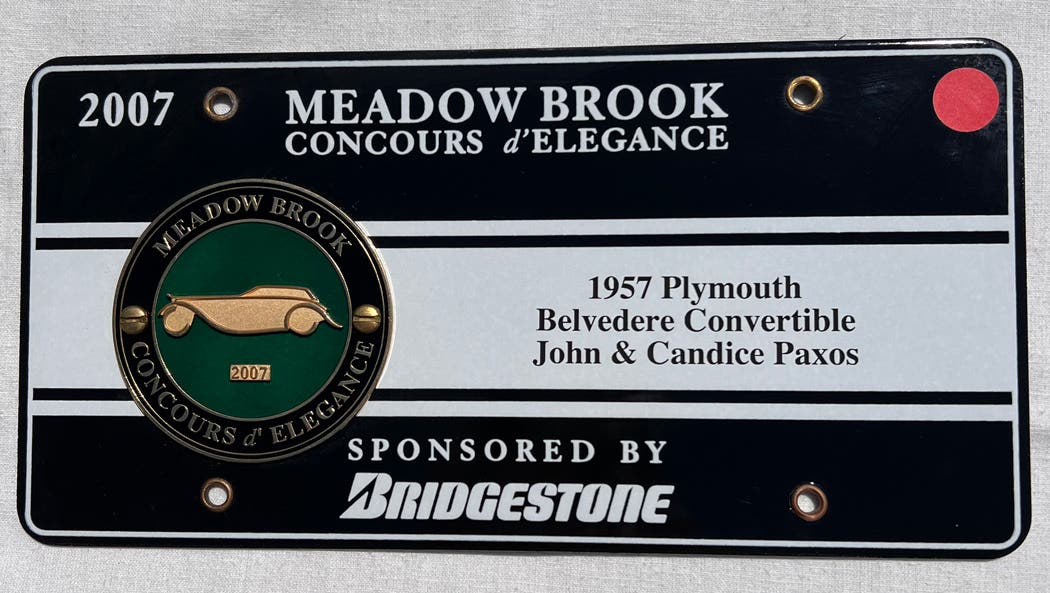 2007
MEADOW BROOK
CONCOURS d'ELEGANCE
MEADOW BROOK
2007
CONCOURS d' ELEGANCE
1957 Plymouth
Belvedere Convertible
John & Candice Paxos
SPONSORED BY
BRIDGESTONE